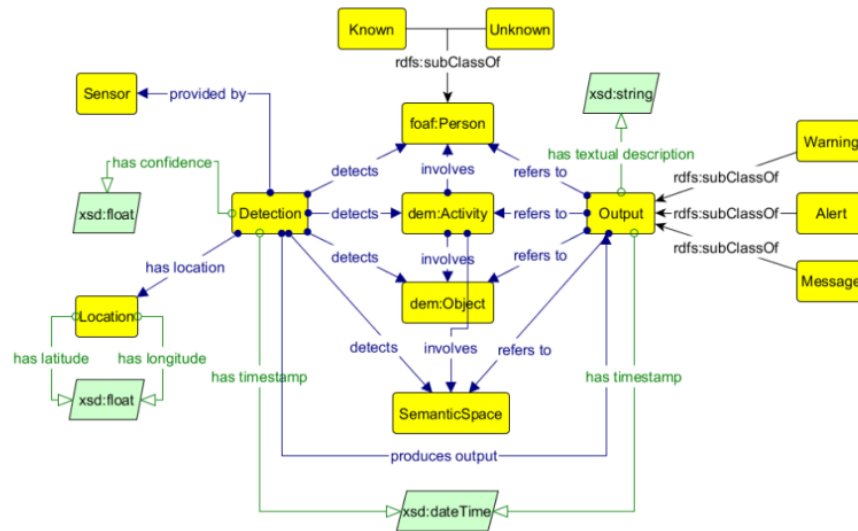 Known
Unknown
rdfs:subClassOf
Sensor
provided by
xsd:string
foaf:Person
has textual description
Warning
has confidence
detects
involves
refers to
rdfs:subClassOf
xsd:float
Detection
detects
dem:Activity
refers to
Output
rdfs:subClassOf
Alert
rdfs:subClassOf
has location
detects
involves
refers to
Message
dem:Object
Location
has latitude
has longitude
detects
involves
refers to
has timestamp
has timestamp
xsd:float
SemanticSpace
produces output
xsd:dateTime